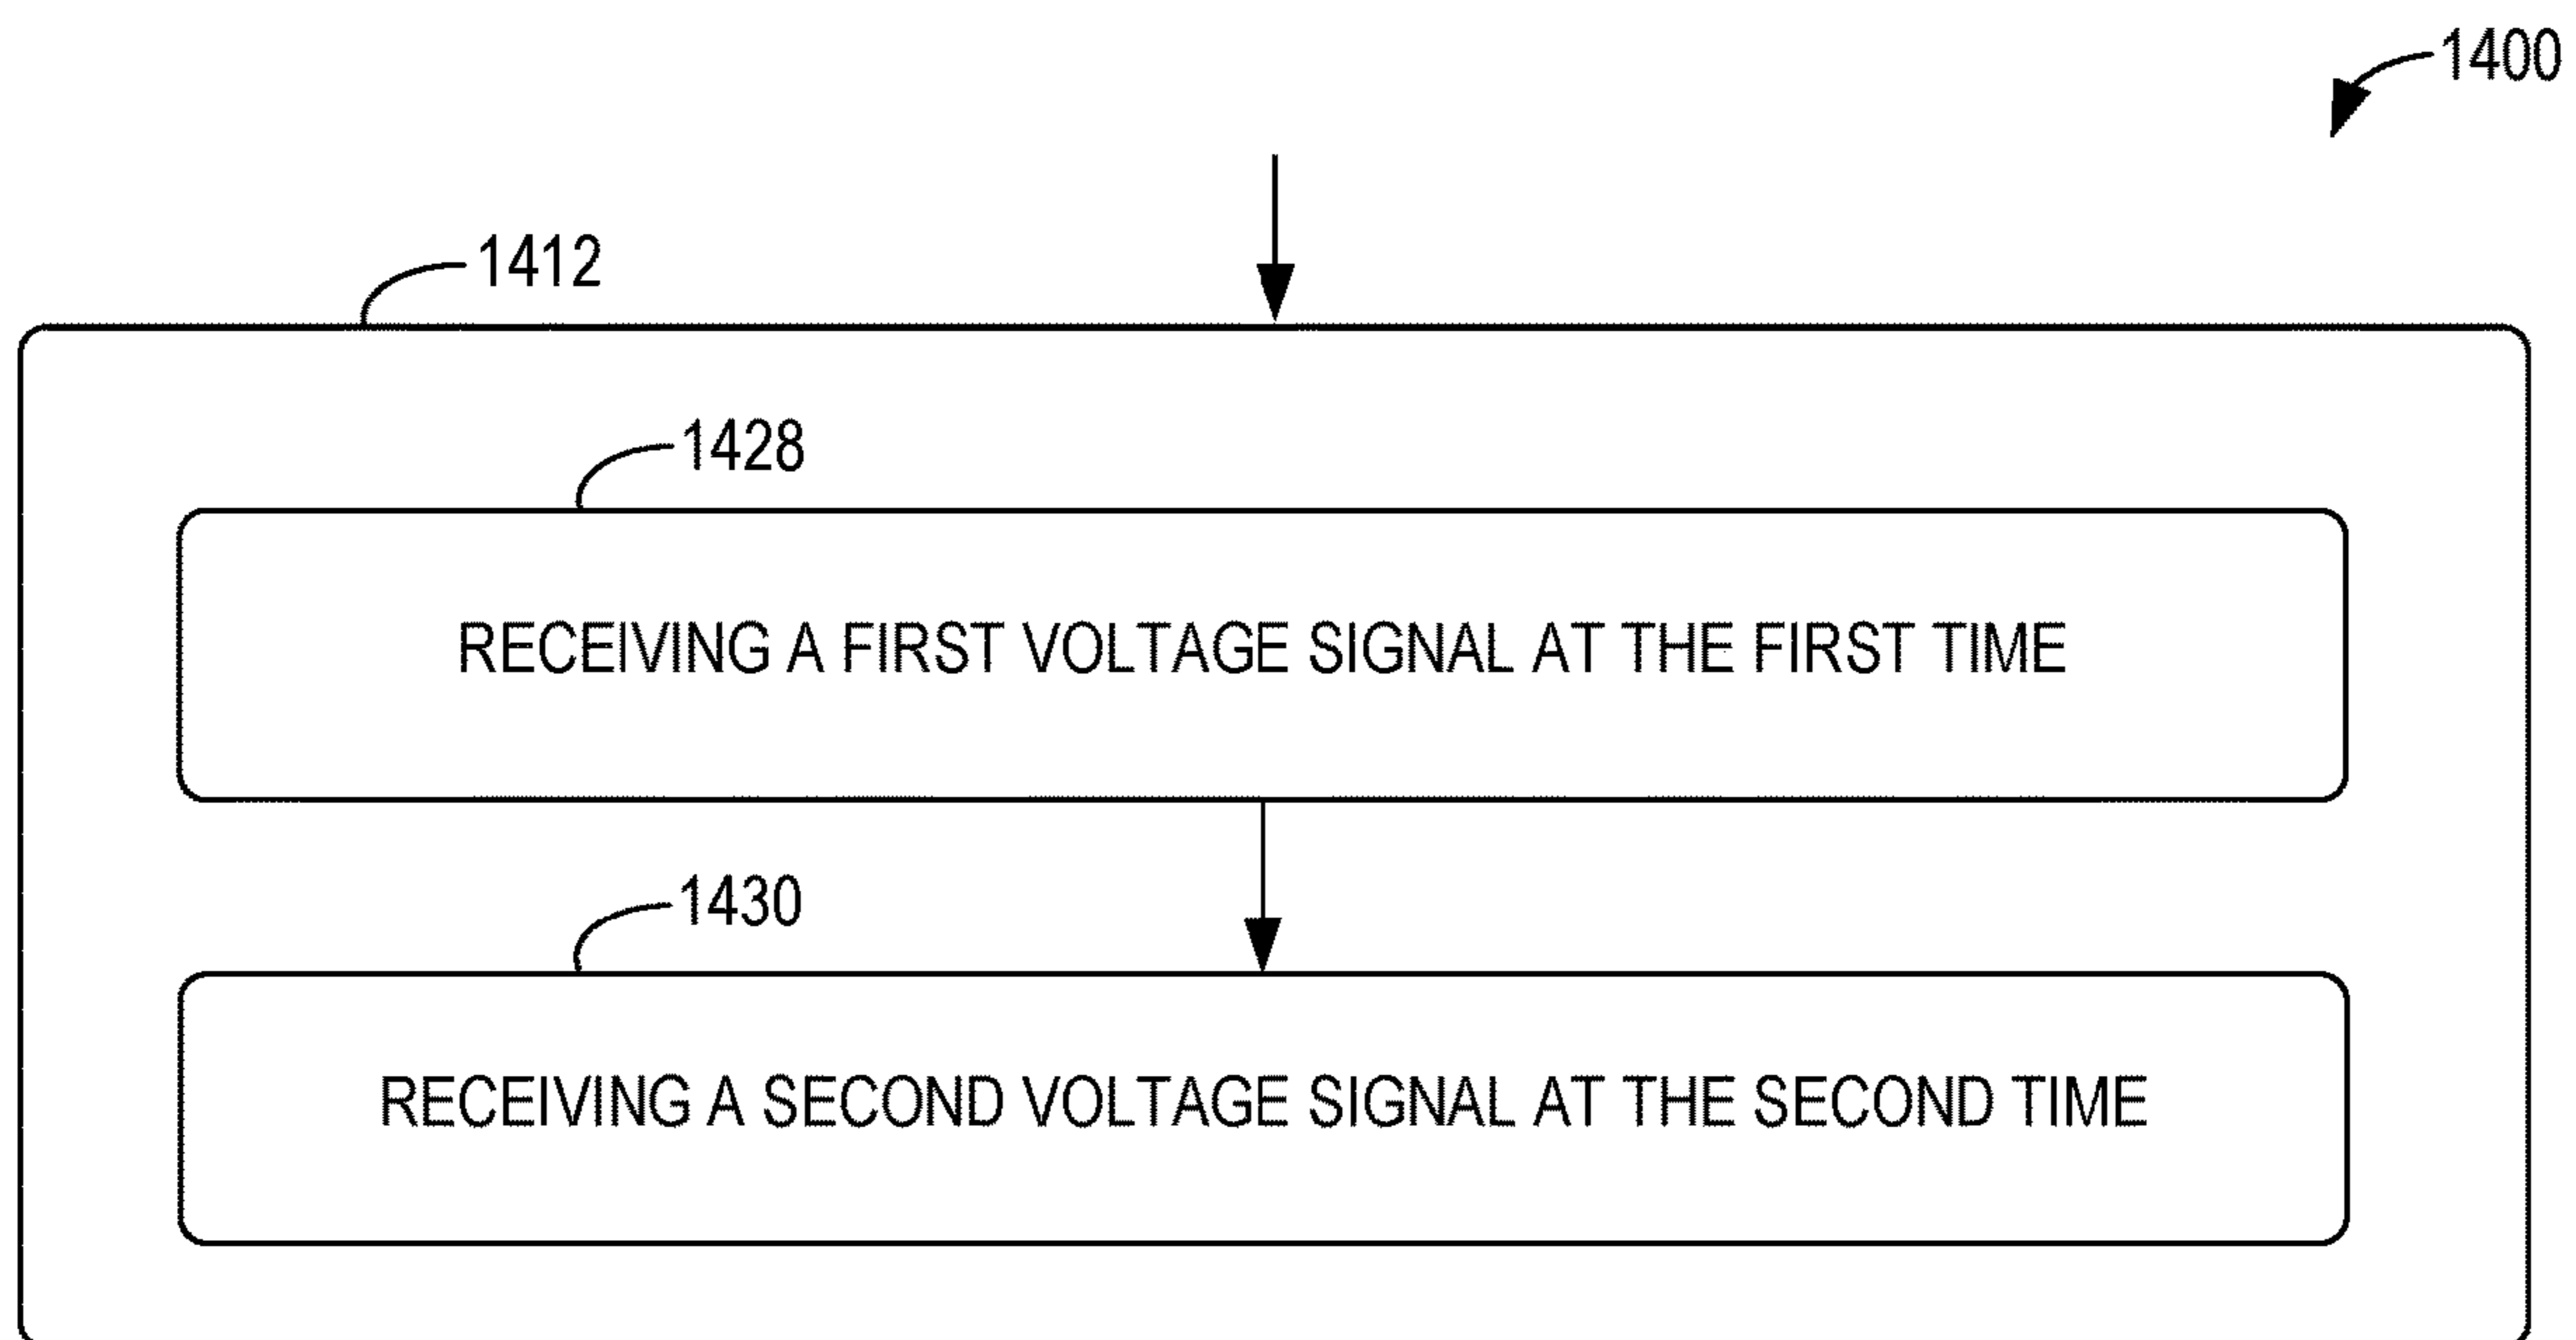 1400
1412
1428
RECEIVING A FIRST VOLTAGE SIGNAL AT THE FIRST TIME
1430
RECEIVING A SECOND VOLTAGE SIGNAL AT THE SECOND TIME